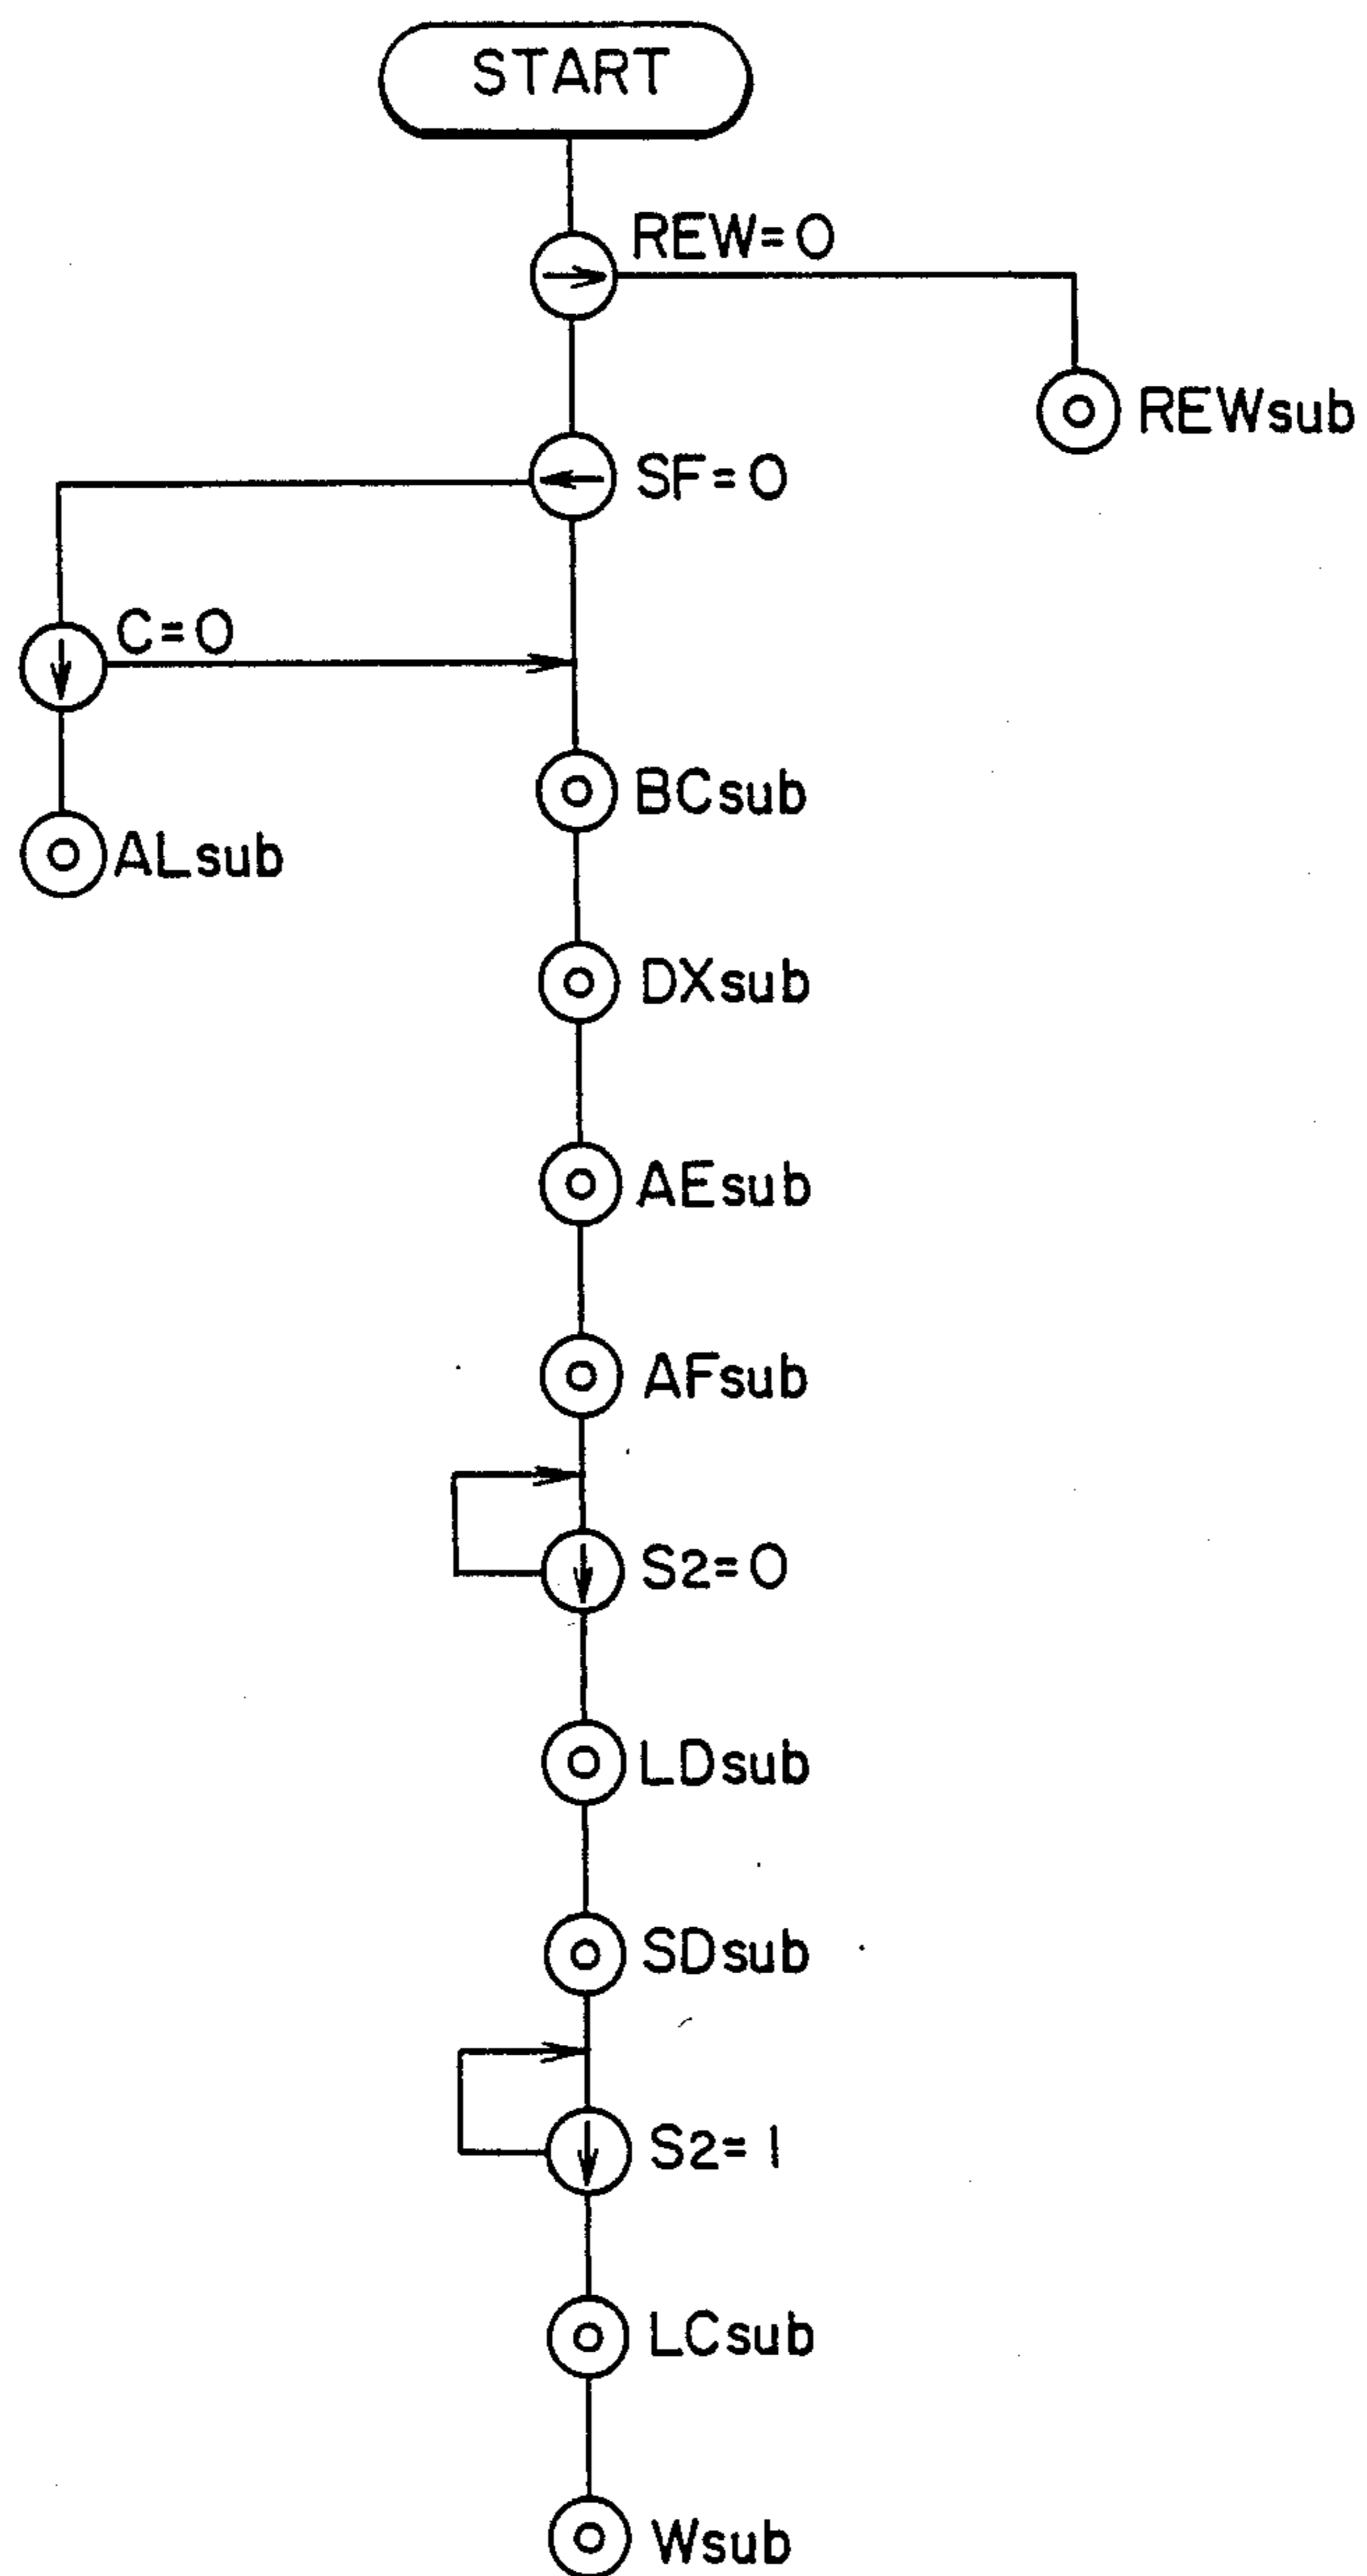 START
REW=0
REWsub
SF=0
C=0
ALsub
BCsub
DXsub
AEsub
AFsub
S2=0
LDsub
SDsub
S2=1
LCsub
Wsub